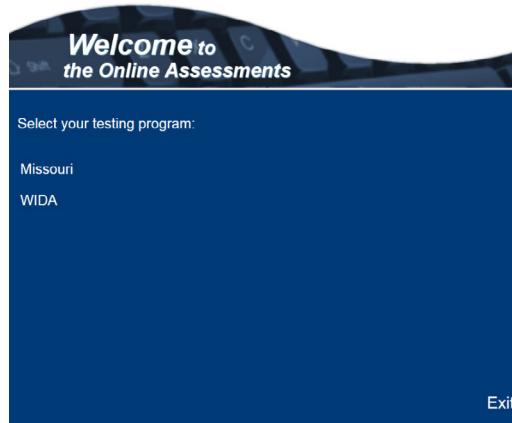 Welcome to
the Online Assessments
Select your testing program:
Missouri
WIDA
Exit